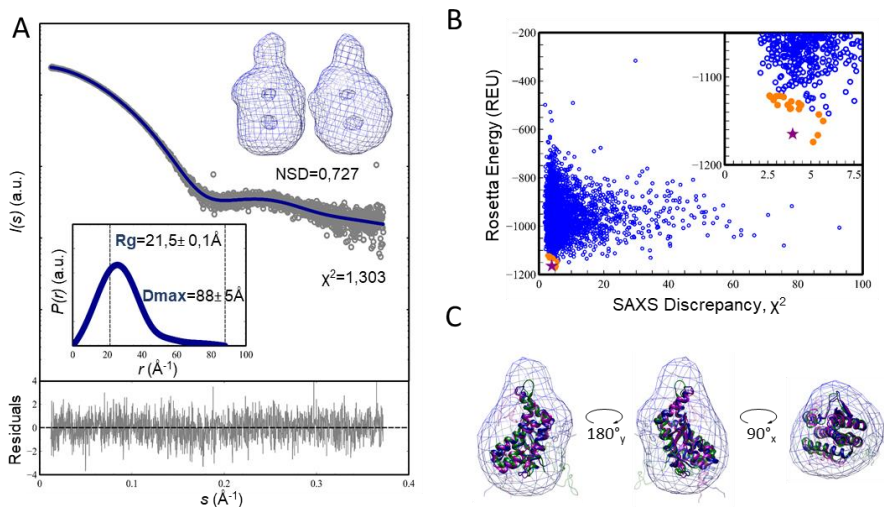 A
I(s) (a.u.)
NSD=0,727
χ²=1,303
Rg=21,5± 0,1Å
Dmax=88±5Å
P(r) (a.u.)
0 20 40 60 80 100
r (Å⁻¹)
Residuals
4
2
0
−2
−4
0 0.1 0.2 0.3 0.4
s (Å⁻¹)
B
Rosetta Energy (REU)
−200
−400
−600
−800
−1000
−1200
0 20 40 60 80 100
SAXS Discrepancy, χ²
−1100
−1200
0 2.5 5 7.5
C
180°y
90°x